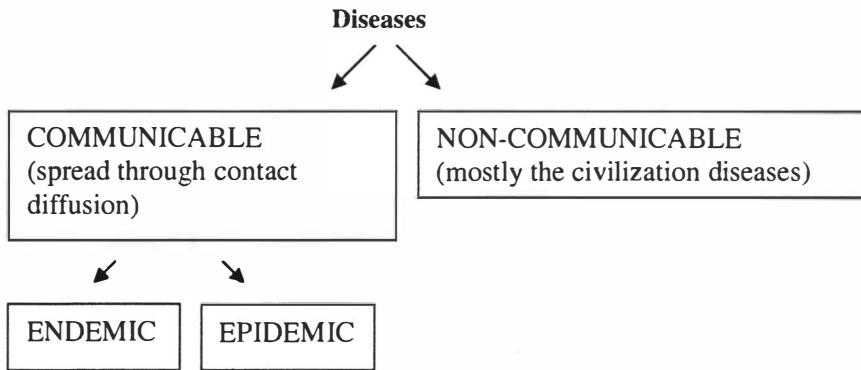 Diseases
COMMUNICABLE
(spread through contact
diffusion)
NON-COMMUNICABLE
(mostly the civilization diseases)
ENDEMIC
EPIDEMIC